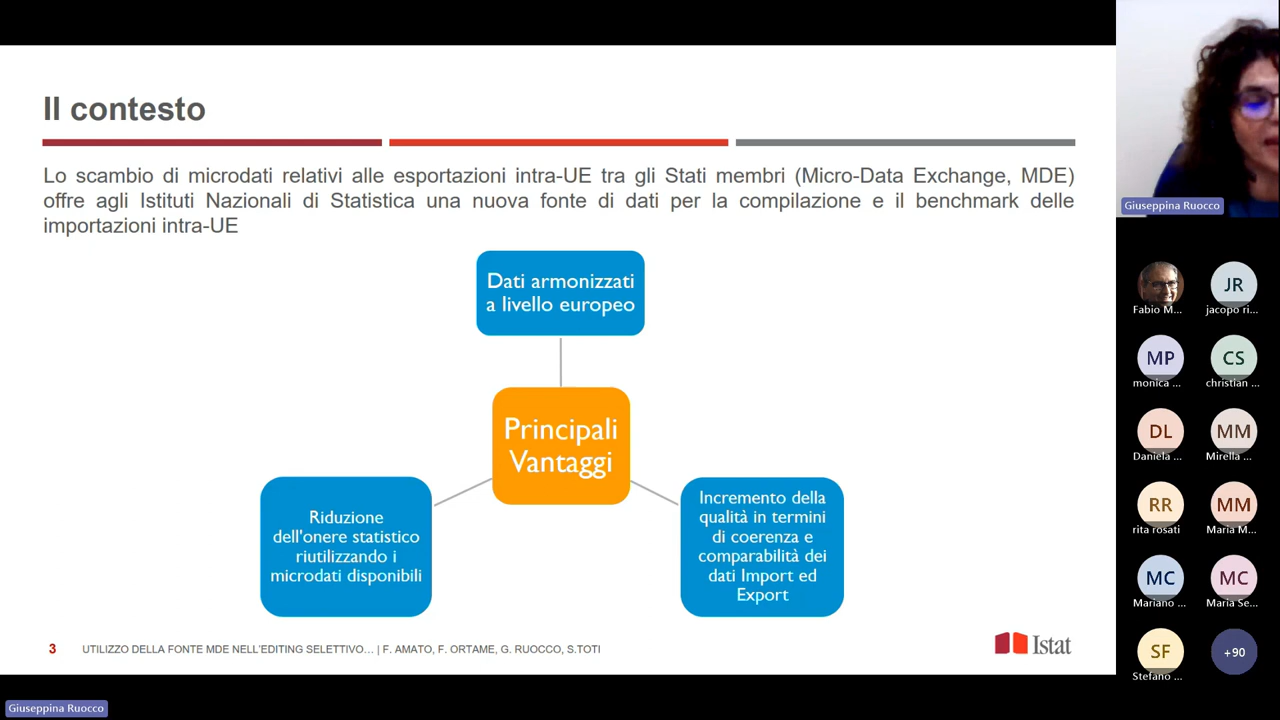 Il contesto
Lo scambio di microdati relativi alle esportazioni intra-UE tra gli Stati membri (Micro-Data Exchange, MDE)
offre agli Istituti Nazionali di Statistica una nuova fonte di dati per la compilazione e il benchmark delle
importazioni intra-UE
Dati armonizzati
a livello europeo
Principali
Vantaggi
Riduzione
dell'onere statistico
riutilizzando i
microdati disponibili
Incremento della
qualità in termini
di coerenza e
comparabilità dei
dati Import ed
Export
3 UTILIZZO DELLA FONTE MDE NELL'EDITING SELETTIVO... | F. AMATO, F. ORTAME, G. RUOCCO, S.TOTI
Istat
Giuseppina Ruocco
Giuseppina Ruocco
Fabio M...
JR
jacopo ri...
MP
monica ...
CS
christian ...
DL
Daniela ...
MM
Mirella ...
RR
rita rosati
MM
Maria M...
MC
Mariano ...
MC
Maria Se...
SF
Stefano ...
+90